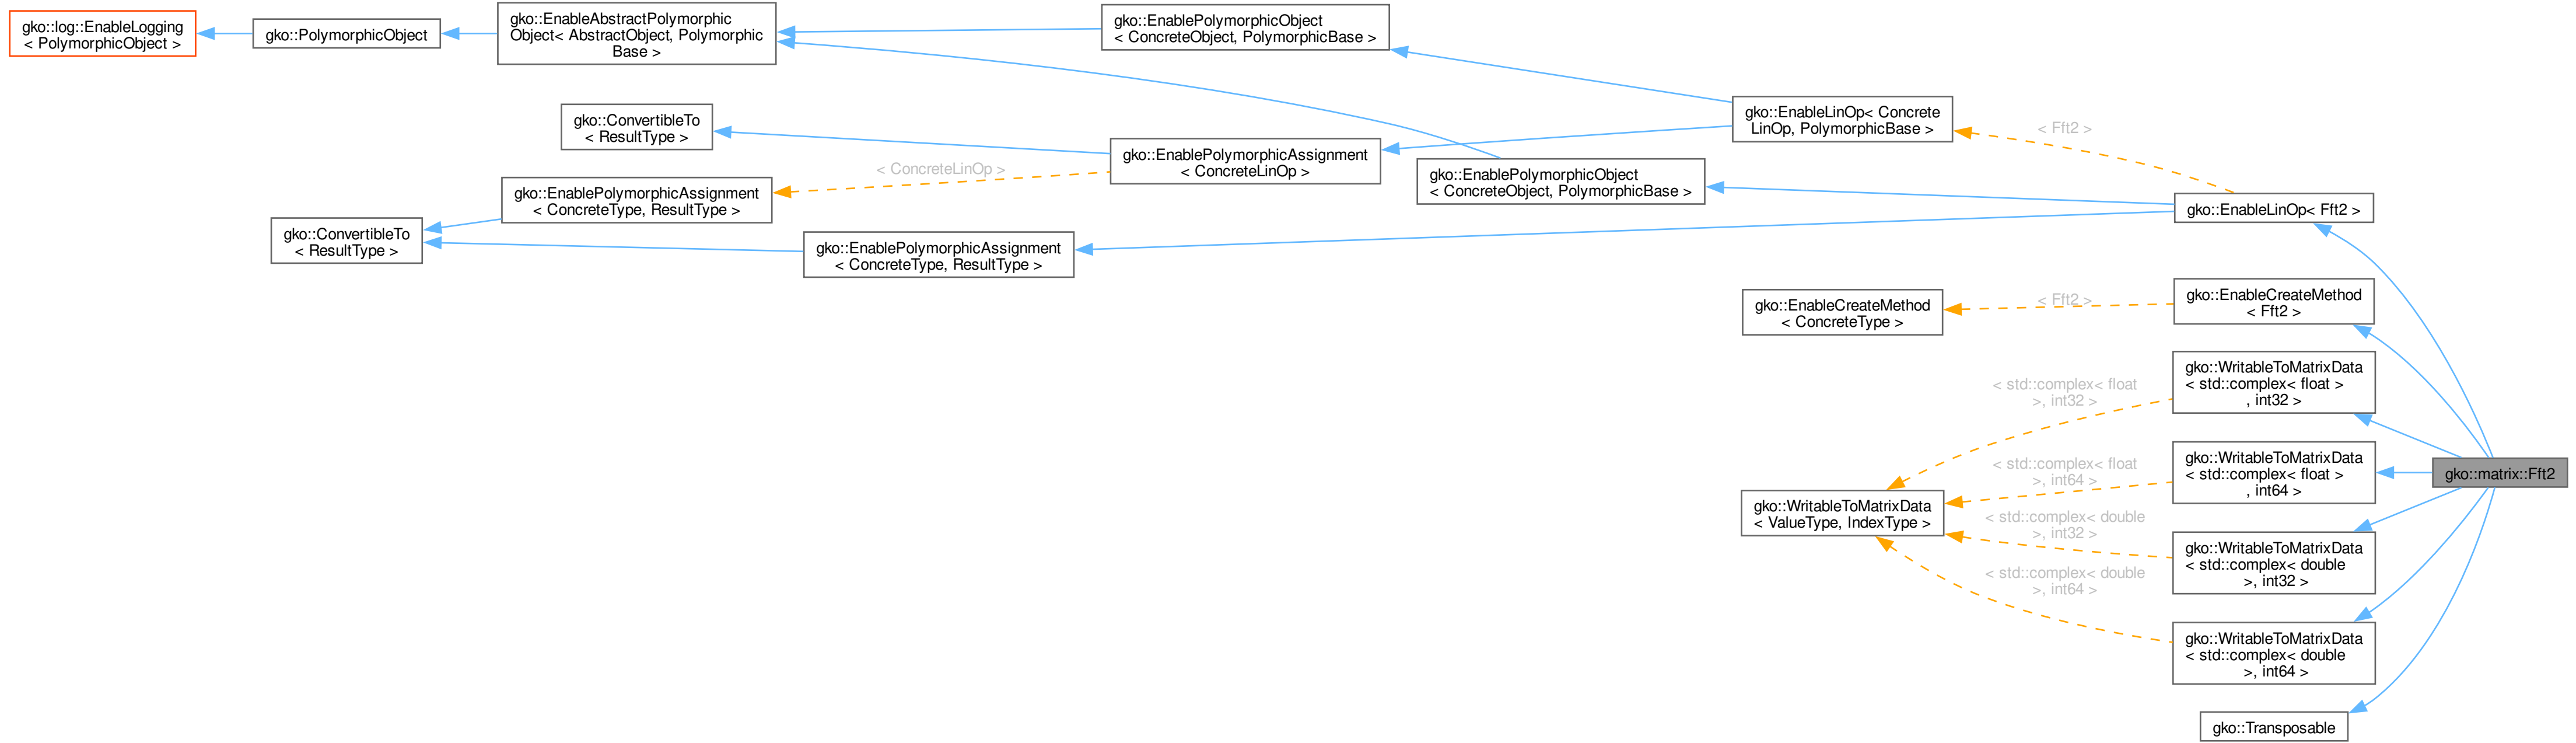 gko::log::EnableLogging
< PolymorphicObject >
gko::PolymorphicObject
gko::EnableAbstractPolymorphic
Object< AbstractObject, Polymorphic
Base >
gko::EnablePolymorphicObject
< ConcreteObject, PolymorphicBase >
gko::ConvertibleTo
< ResultType >
gko::EnableLinOp< Concrete
LinOp, PolymorphicBase >
< Fft2 >
gko::EnablePolymorphicAssignment
< ConcreteLinOp >
< ConcreteLinOp >
gko::EnablePolymorphicObject
< ConcreteObject, PolymorphicBase >
gko::EnablePolymorphicAssignment
< ConcreteType, ResultType >
gko::EnableLinOp< Fft2 >
gko::ConvertibleTo
< ResultType >
gko::EnablePolymorphicAssignment
< ConcreteType, ResultType >
gko::EnableCreateMethod
< ConcreteType >
< Fft2 >
gko::EnableCreateMethod
< Fft2 >
gko::WritableToMatrixData
< std::complex< float >
, int32 >
< std::complex< float
>, int32 >
gko::WritableToMatrixData
< std::complex< float >
, int64 >
< std::complex< float
>, int64 >
gko::matrix::Fft2
gko::WritableToMatrixData
< ValueType, IndexType >
< std::complex< double
>, int32 >
gko::WritableToMatrixData
< std::complex< double
>, int32 >
< std::complex< double
>, int64 >
gko::WritableToMatrixData
< std::complex< double
>, int64 >
gko::Transposable